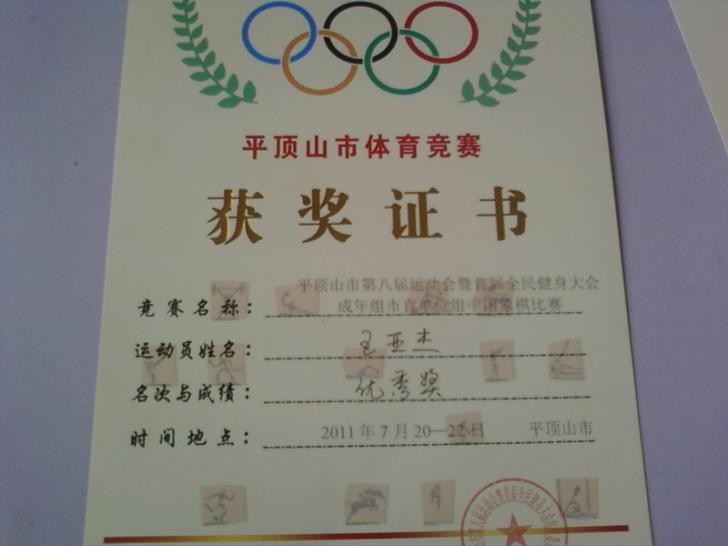 平顶山市体育竞赛
获奖证书
平顶山市第八届运动会暨首届全民健身大会
竞赛名称： 成年组市直单位组中国象棋比赛
运动员姓名： 王亚杰
名次与成绩： 优秀奖
时间地点： 2011年7月20—22日 平顶山市